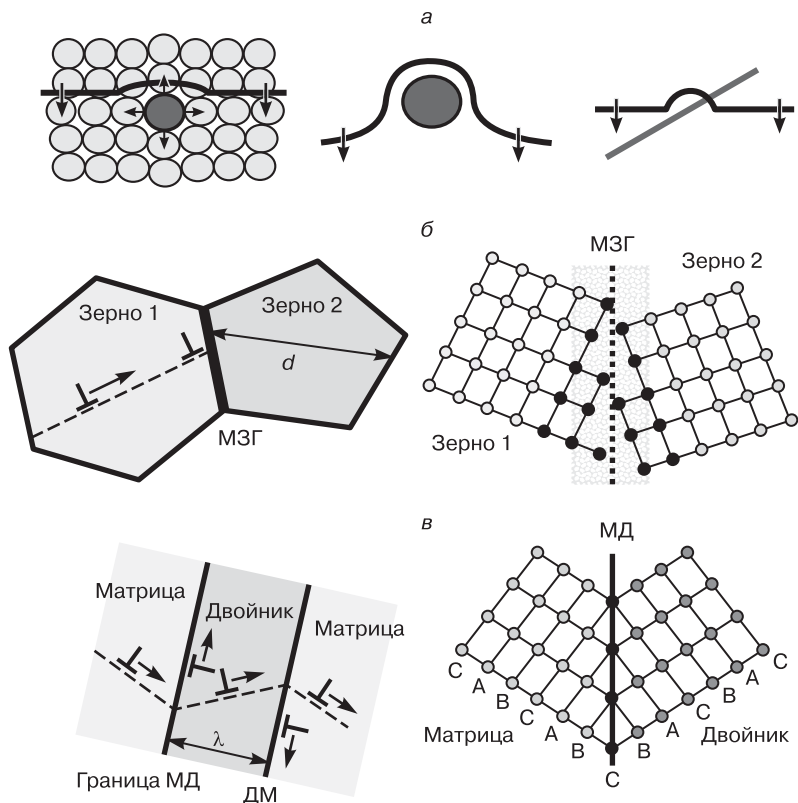 а
б
МЗГ
Зерно 1
Зерно 2
d
МЗГ
Зерно 2
Зерно 1
в
МД
Матрица
Двойник
Матрица
λ
Граница МД
ДМ
C
A
B
C
A
B
C
B
A
C
B
A
C
Матрица
Двойник